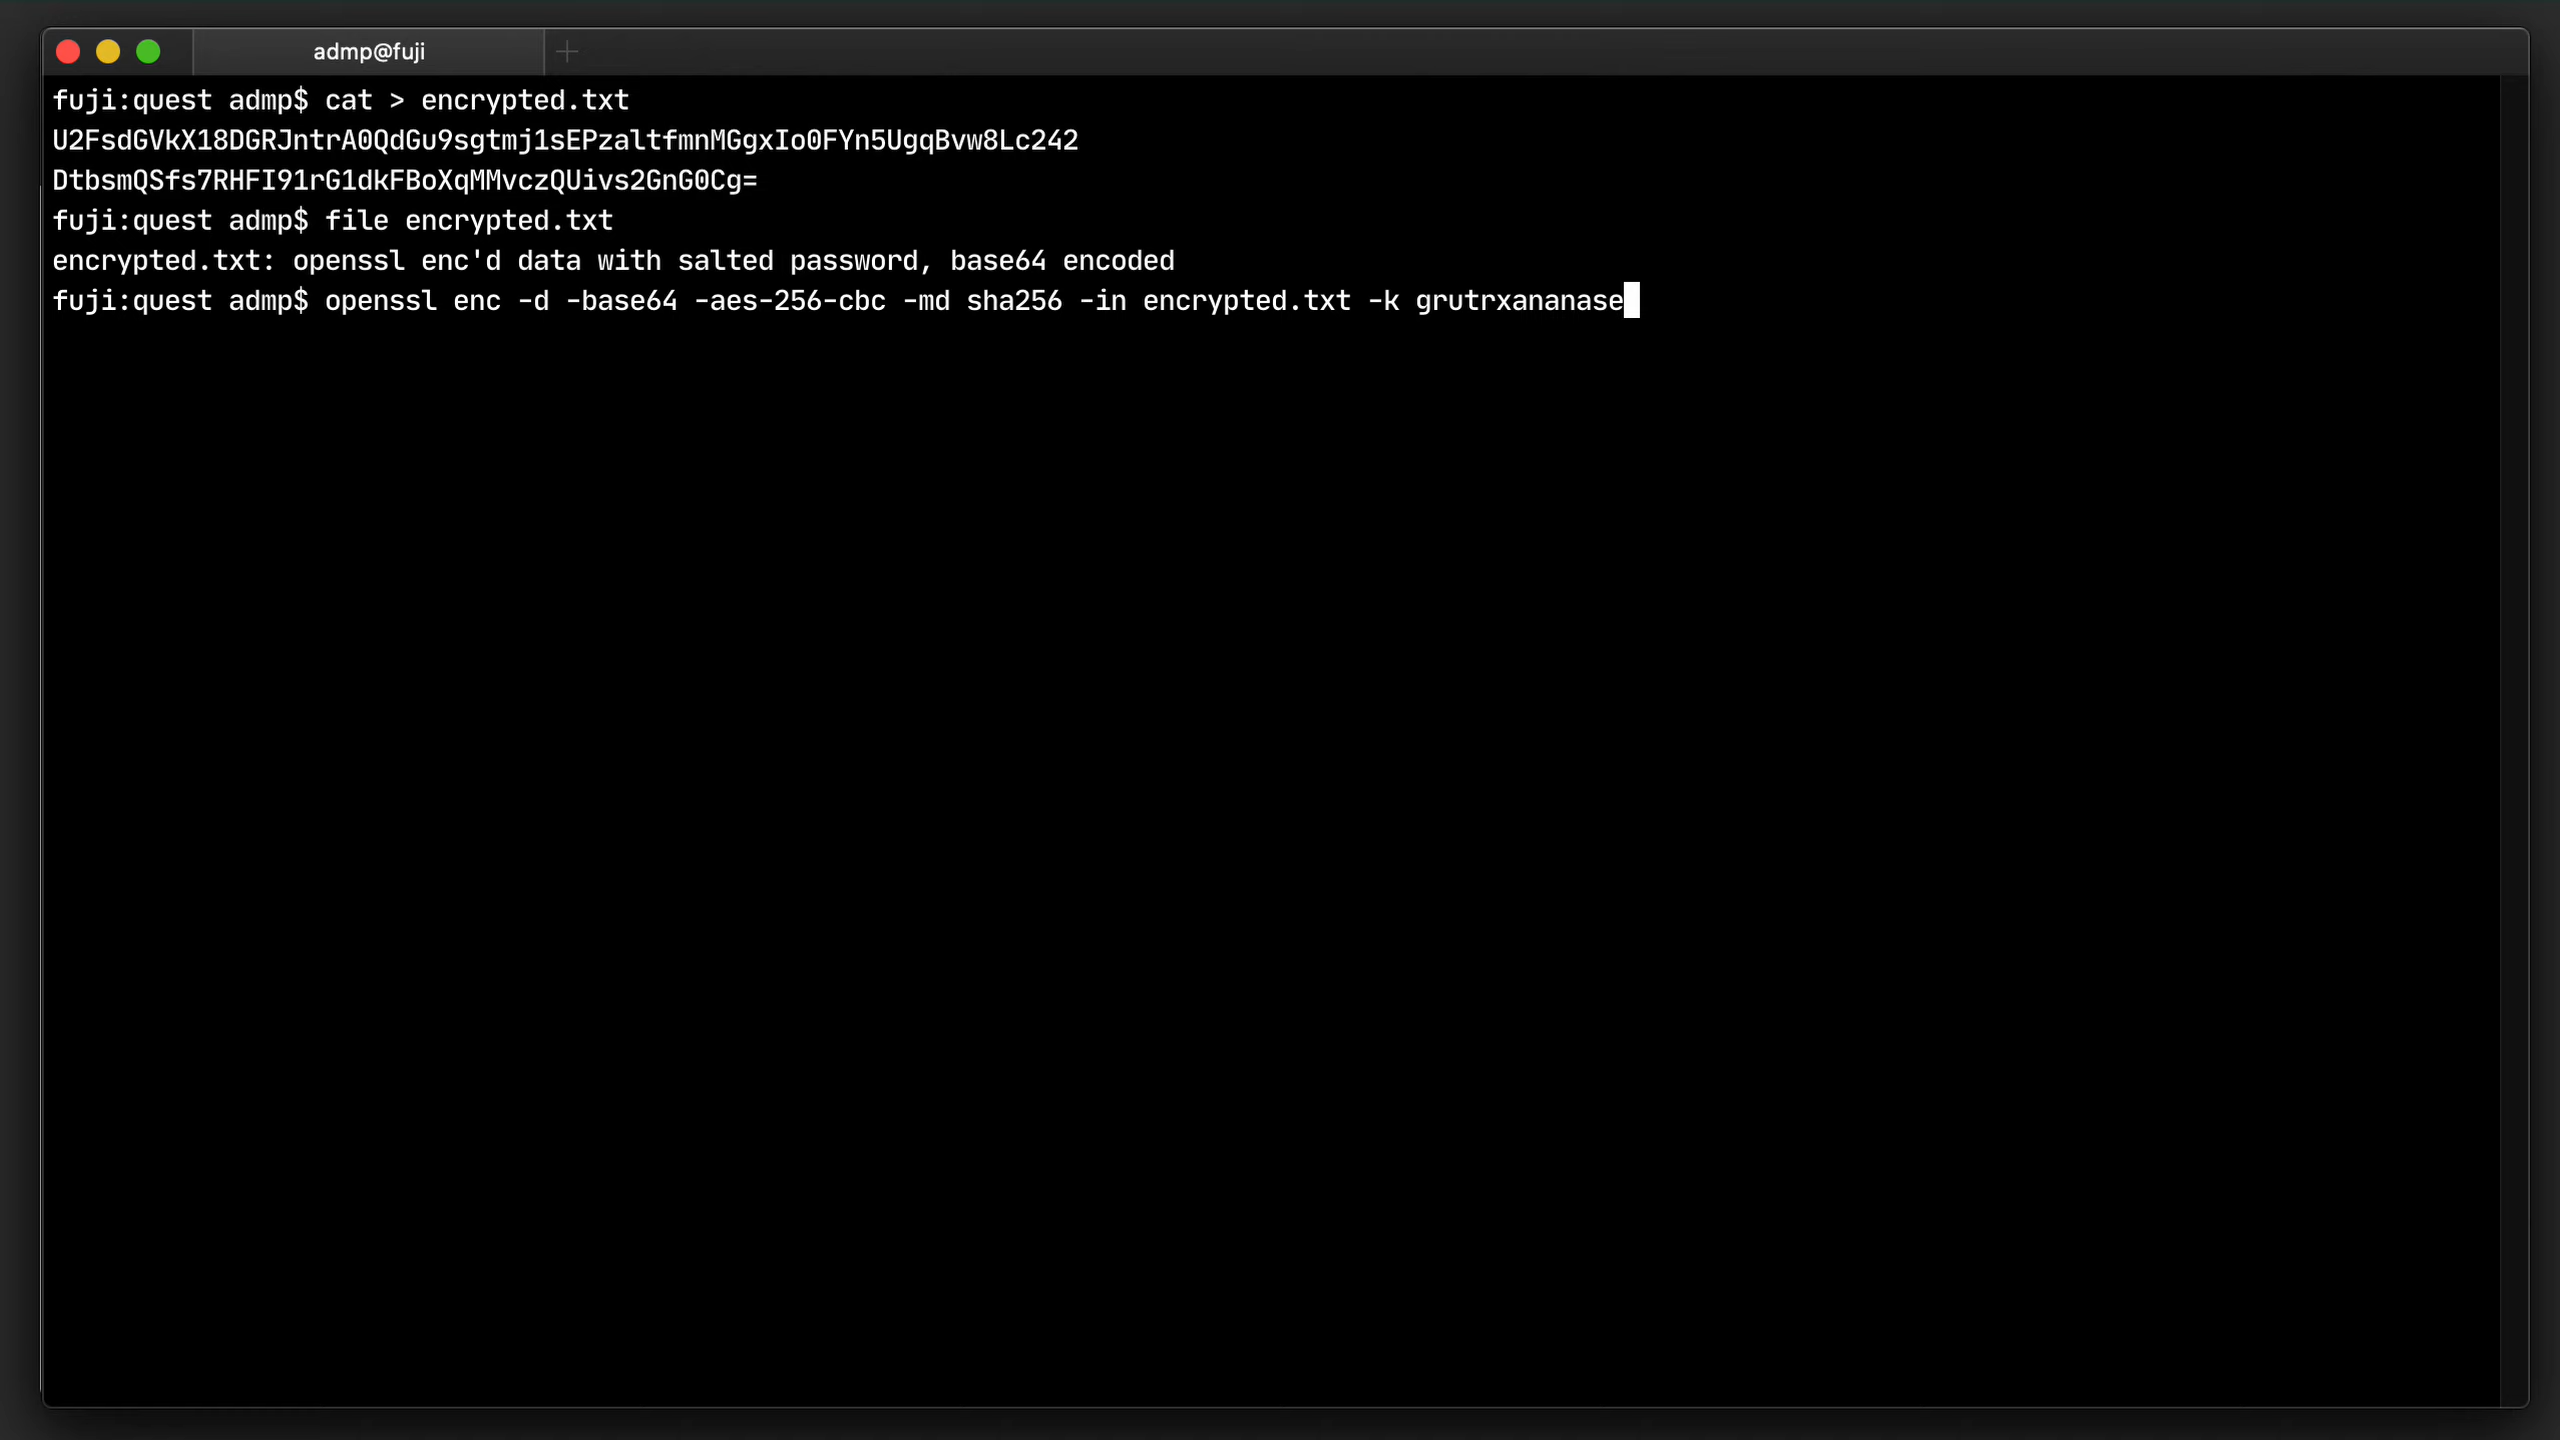 admp@fuji
fuji:quest admp$ cat > encrypted.txt
U2FsdGVkX18DGRJntrA0QdGu9sgtmj1sEPzaltfmnMGgxIo0FYn5UgqBvw8Lc242
DtbsmQSfs7RHFI91rG1dkFBoXqMMvczQUivs2GnG0Cg=
fuji:quest admp$ file encrypted.txt
encrypted.txt: openssl enc'd data with salted password, base64 encoded
fuji:quest admp$ openssl enc -d -base64 -aes-256-cbc -md sha256 -in encrypted.txt -k grutrxananase